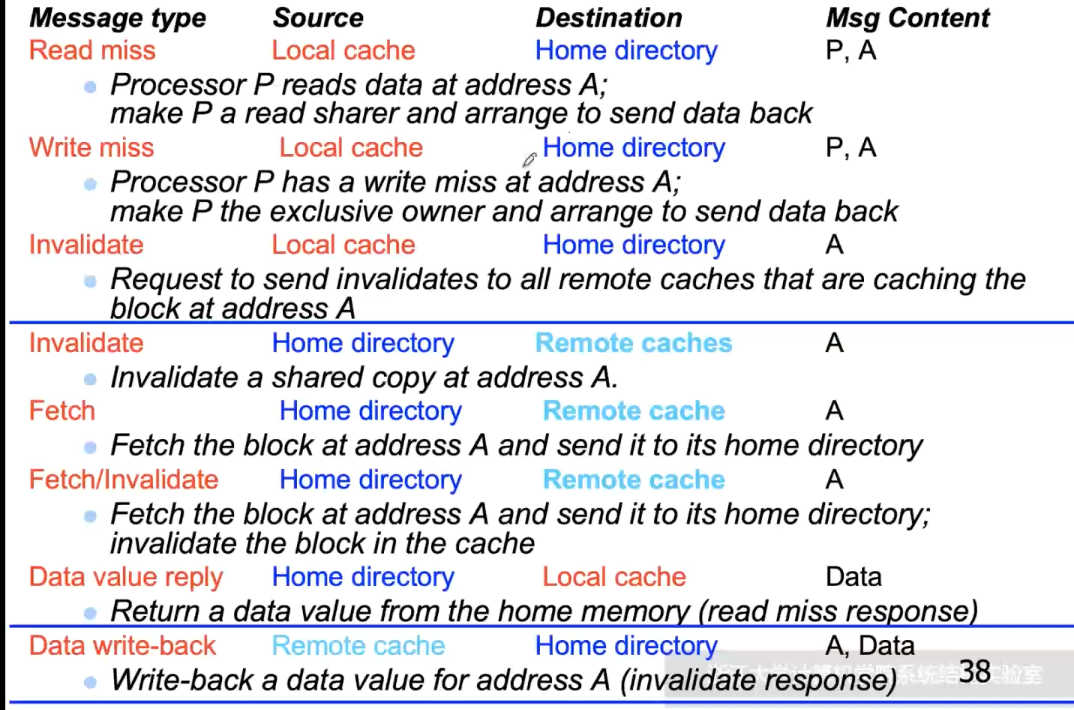 Message type Source Destination Msg Content
Read miss Local cache Home directory P, A
Processor P reads data at address A;
make P a read sharer and arrange to send data back
Write miss Local cache Home directory P, A
Processor P has a write miss at address A;
make P the exclusive owner and arrange to send data back
Invalidate Local cache Home directory A
Request to send invalidates to all remote caches that are caching the
block at address A
Invalidate Home directory Remote caches A
Invalidate a shared copy at address A.
Fetch Home directory Remote cache A
Fetch the block at address A and send it to its home directory
Fetch/Invalidate Home directory Remote cache A
Fetch the block at address A and send it to its home directory;
invalidate the block in the cache
Data value reply Home directory Local cache Data
Return a data value from the home memory (read miss response)
Data write-back Remote cache Home directory A, Data
Write-back a data value for address A (invalidate response)
38